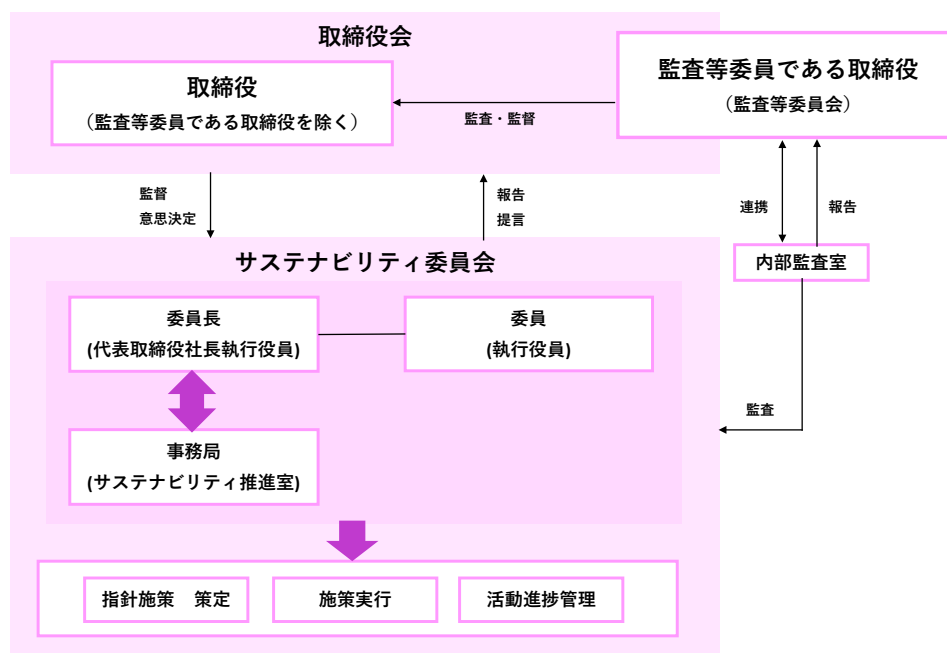 取締役会
取締役
（監査等委員である取締役を除く）
監査・監督
監査等委員である取締役
（監査等委員会）
監督
意思決定
報告
提言
連携
報告
内部監査室
監査
サステナビリティ委員会
委員長
(代表取締役社長執行役員)
委員
(執行役員)
事務局
(サステナビリティ推進室)
指針施策　策定
施策実行
活動進捗管理